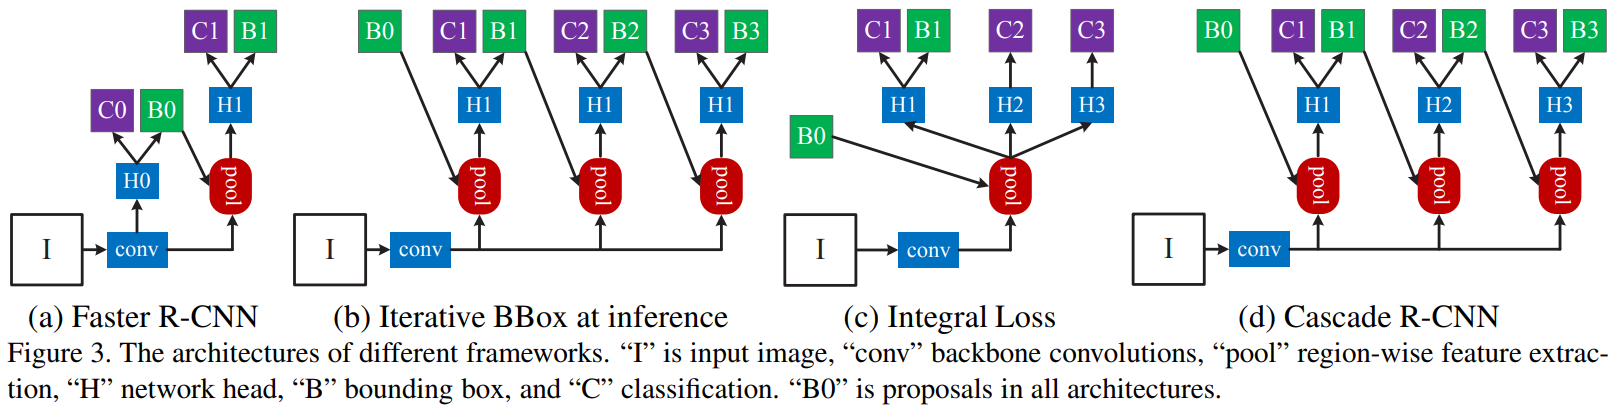 C1 B1
C0 B0
H1
H0
pool
I
conv
(a) Faster R-CNN
B0 C1 B1 C2 B2 C3 B3
H1 H1 H1
pool pool pool
I
conv
(b) Iterative BBox at inference
C1 B1 C2 C3
H1 H2 H3
B0
pool
I
conv
(c) Integral Loss
B0 C1 B1 C2 B2 C3 B3
H1 H2 H3
pool pool pool
I
conv
(d) Cascade R-CNN
Figure 3. The architectures of different frameworks. “I” is input image, “conv” backbone convolutions, “pool” region-wise feature extrac-
tion, “H” network head, “B” bounding box, and “C” classification. “B0” is proposals in all architectures.